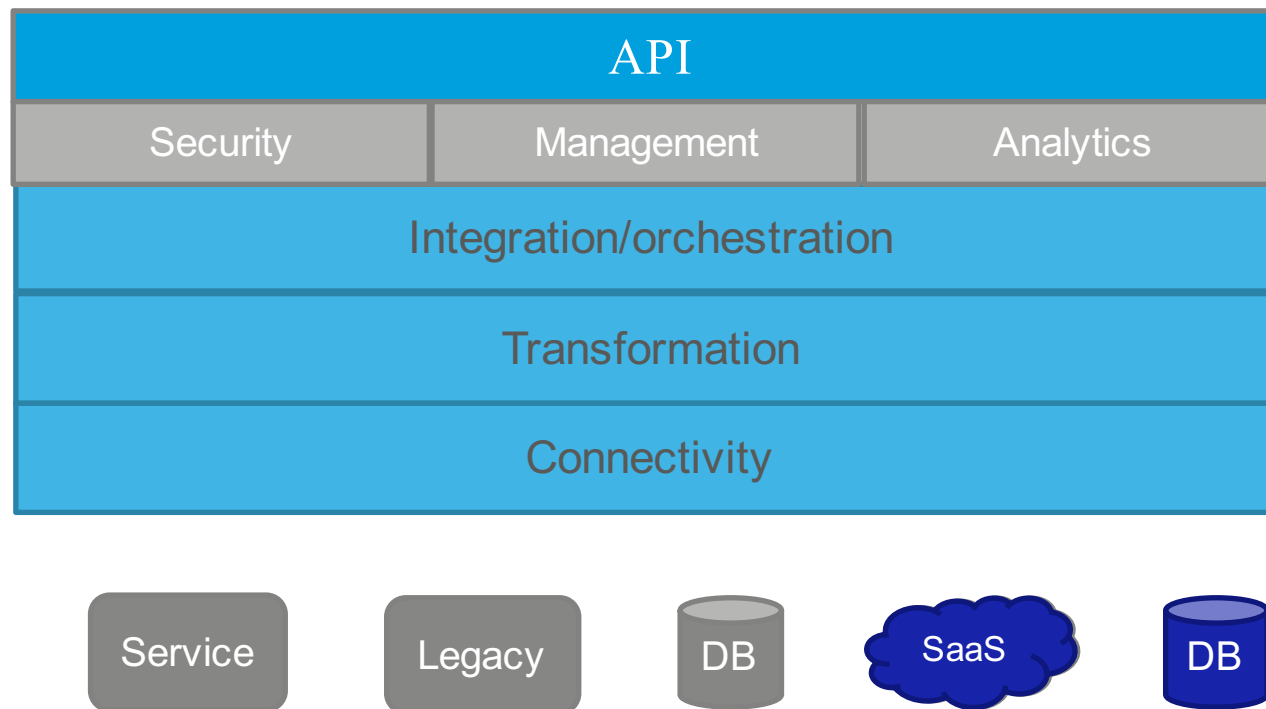 API
Security
Management
Analytics
Integration/orchestration
Transformation
Connectivity
Service
Legacy
DB
SaaS
DB